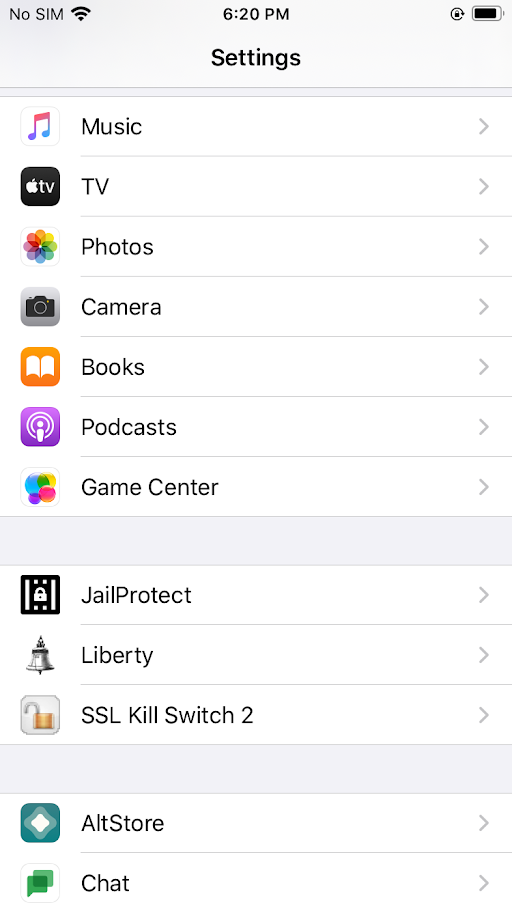 No SIM 6:20 PM
Settings
Music
tv TV
Photos
Camera
Books
Podcasts
Game Center
JailProtect
Liberty
SSL Kill Switch 2
AltStore
Chat